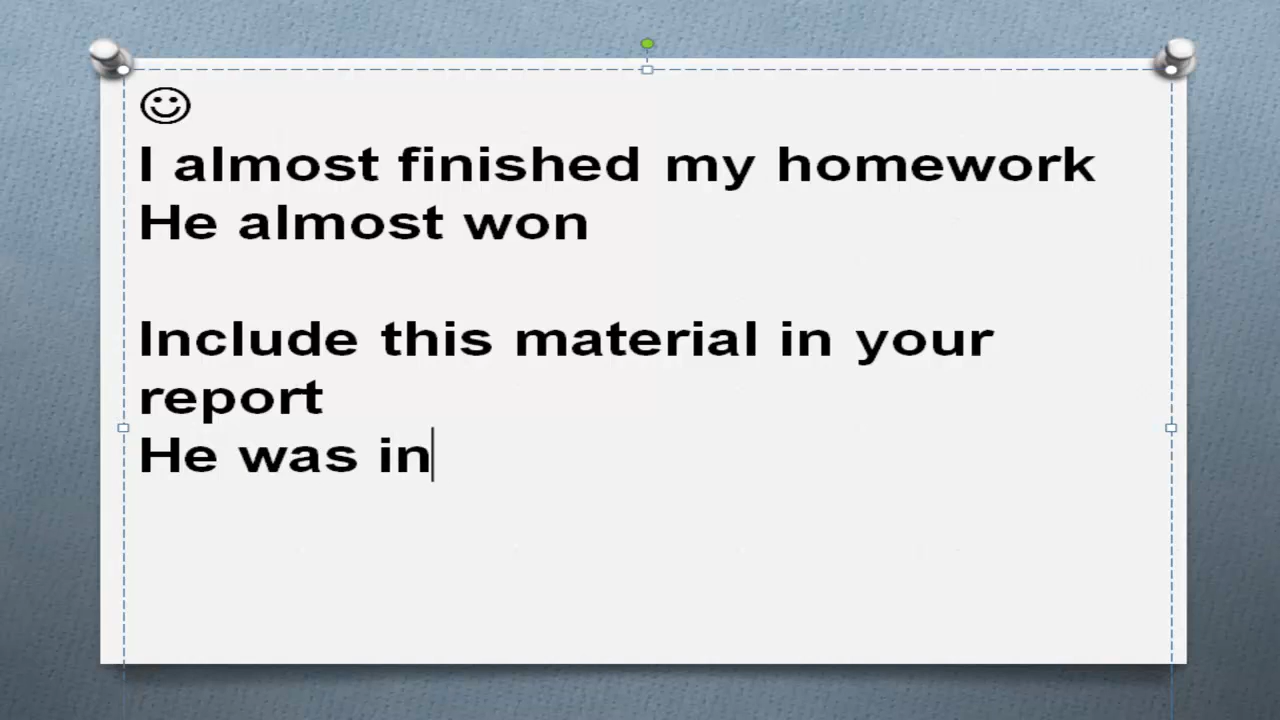 ☺
I almost finished my homework
He almost won
Include this material in your
report
He was in